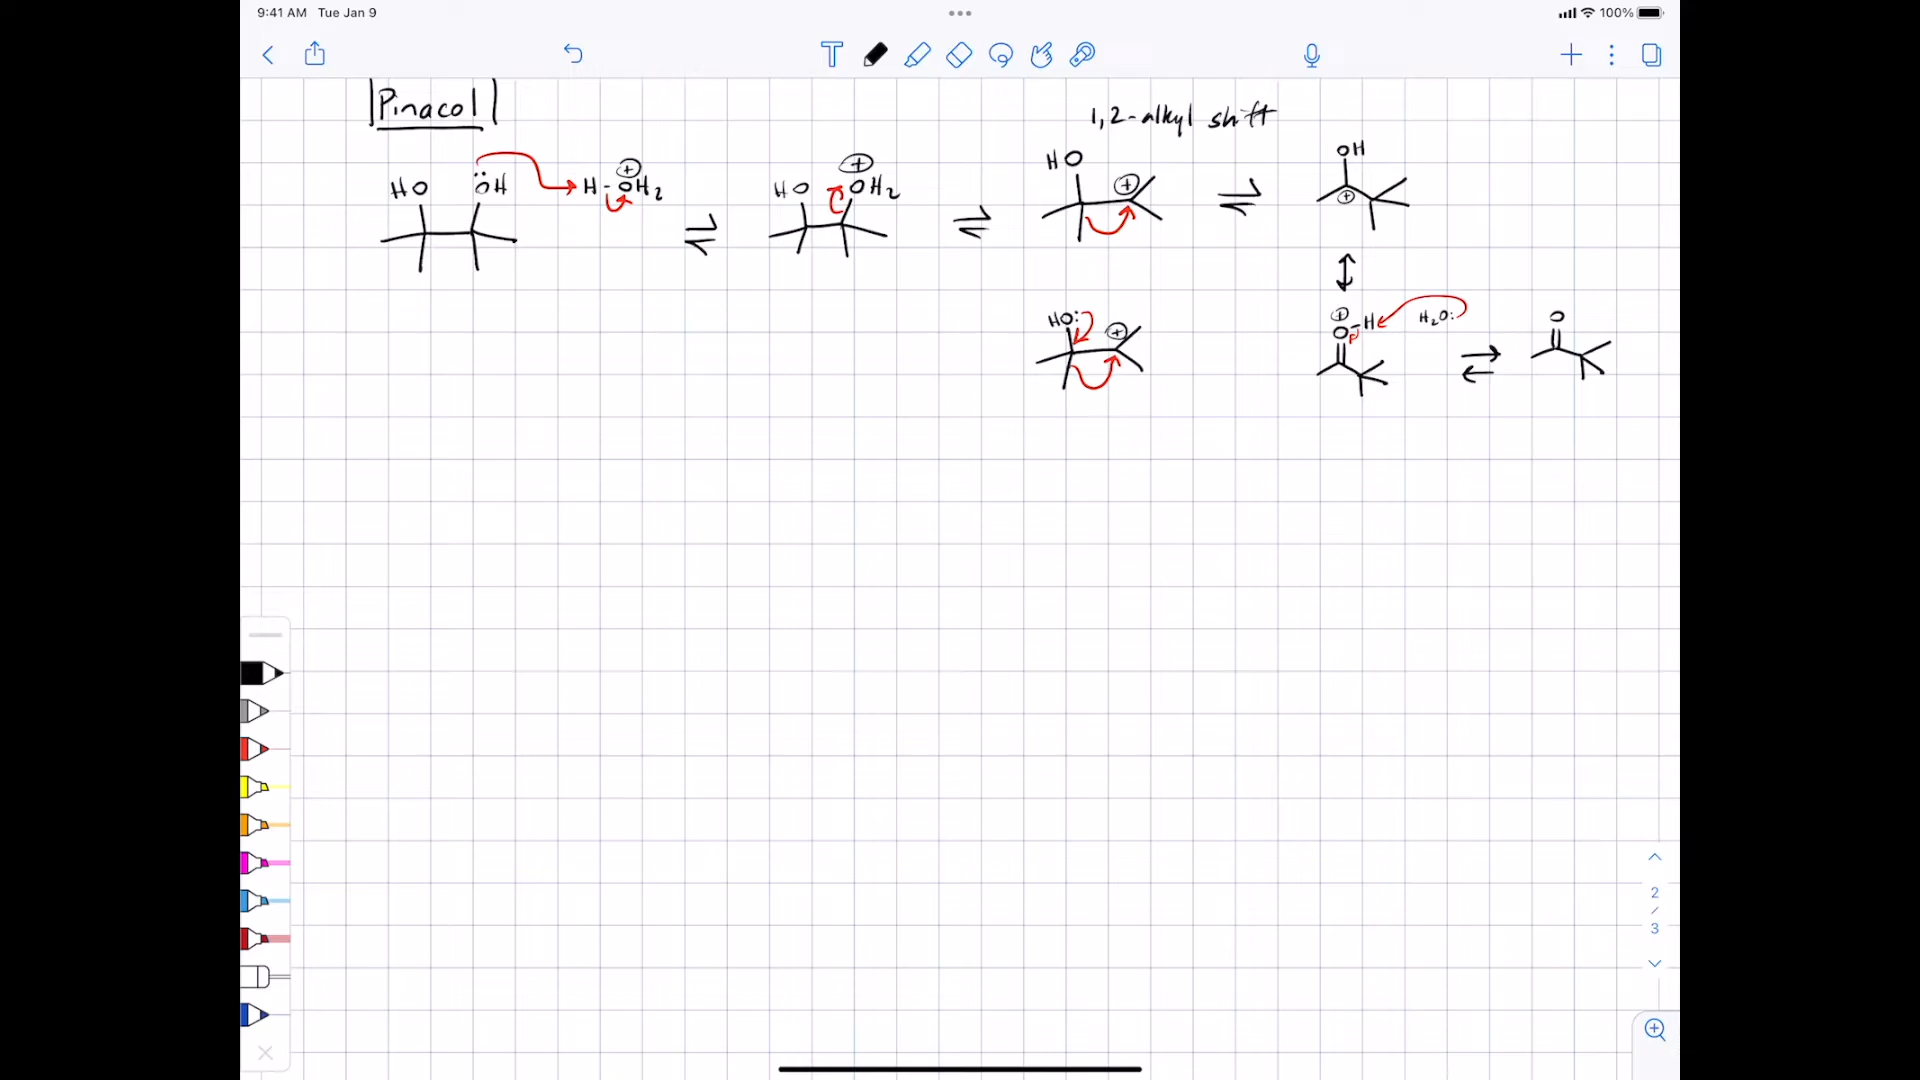 9:41 AM Tue Jan 9
100%
Pinacol
1,2-alkyl shift
HO ÖH H-OH₂ ⊕
HO OH₂ ⊕
HO ⊕
OH ⊕
HO: ⊕
⊕ O-H H₂O:
O
2
/
3